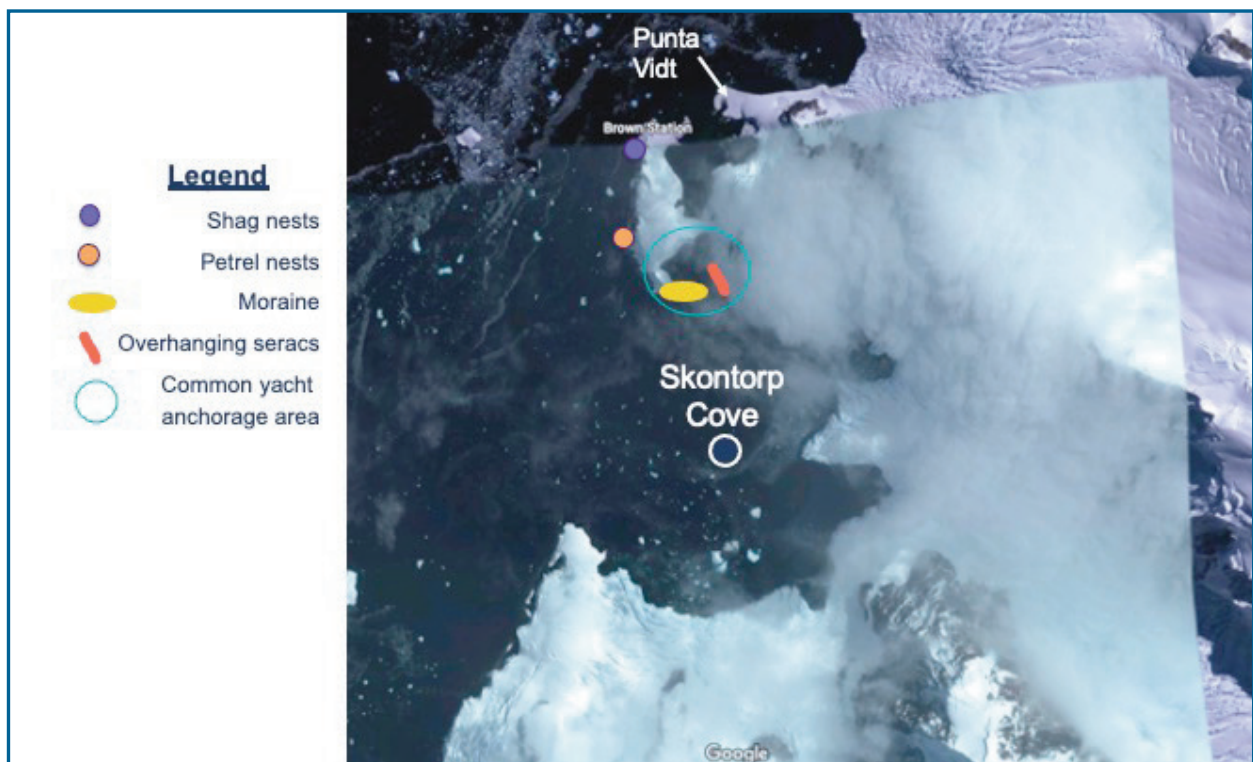 Punta
Vidt
Brown Station
Legend
Shag nests
Petrel nests
Moraine
Overhanging seracs
Common yacht
anchorage area
Skontorp
Cove
Google